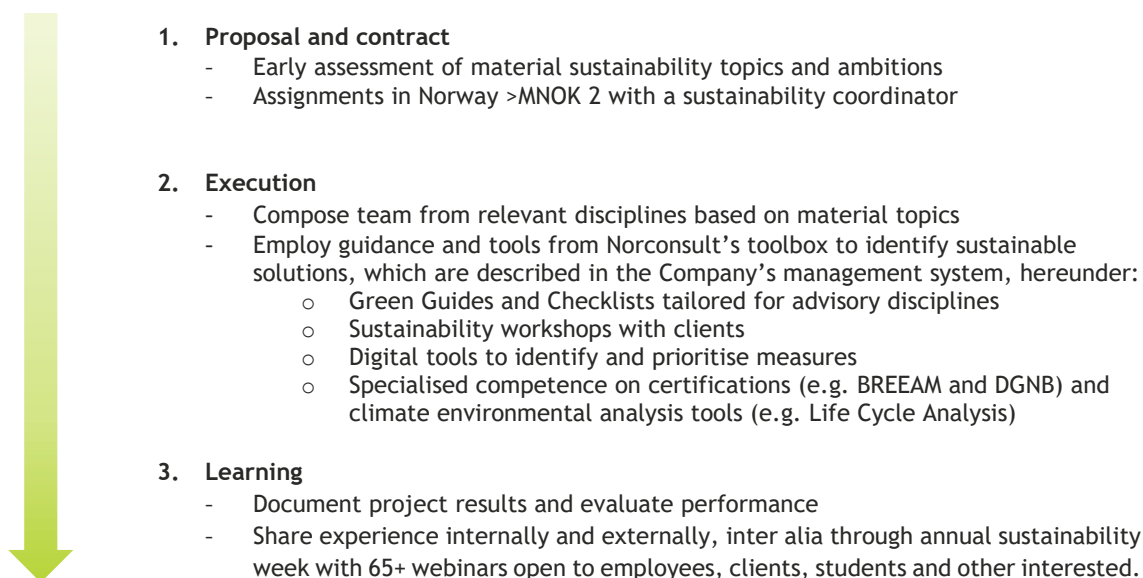 1. Proposal and contract
- Early assessment of material sustainability topics and ambitions
- Assignments in Norway >MNOK 2 with a sustainability coordinator
2. Execution
- Compose team from relevant disciplines based on material topics
- Employ guidance and tools from Norconsult’s toolbox to identify sustainable
solutions, which are described in the Company’s management system, hereunder:
o Green Guides and Checklists tailored for advisory disciplines
o Sustainability workshops with clients
o Digital tools to identify and prioritise measures
o Specialised competence on certifications (e.g. BREEAM and DGNB) and
climate environmental analysis tools (e.g. Life Cycle Analysis)
3. Learning
- Document project results and evaluate performance
- Share experience internally and externally, inter alia through annual sustainability
week with 65+ webinars open to employees, clients, students and other interested.